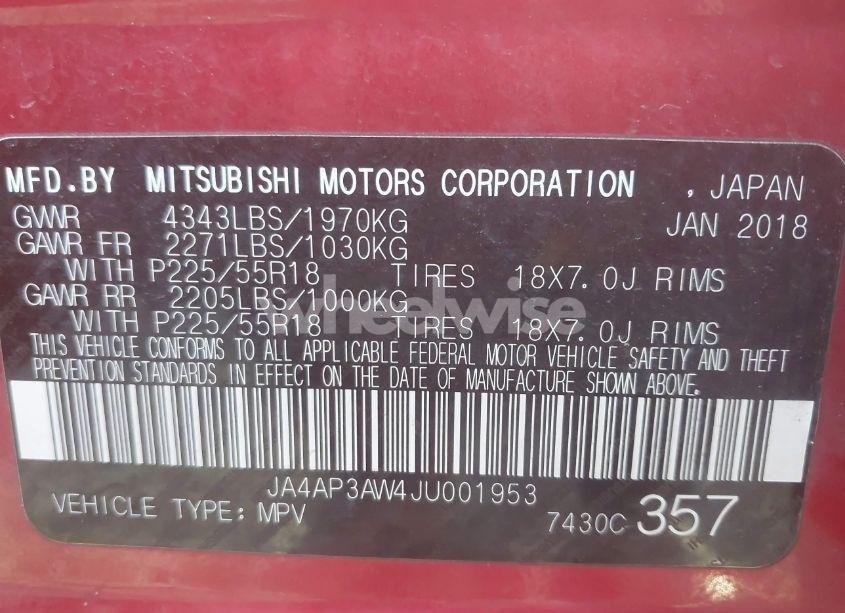 MFD.BY MITSUBISHI MOTORS CORPORATION , JAPAN
GVWR 4343LBS/1970KG JAN 2018
GAWR FR 2271LBS/1030KG
WITH P225/55R18 TIRES 18X7.0J RIMS
GAWR RR 2205LBS/1000KG
WITH P225/55R18 TIRES 18X7.0J RIMS
wheelwise
THIS VEHICLE CONFORMS TO ALL APPLICABLE FEDERAL MOTOR VEHICLE SAFETY AND THEFT
PREVENTION STANDARDS IN EFFECT ON THE DATE OF MANUFACTURE SHOWN ABOVE.
JA4AP3AW4JU001953
VEHICLE TYPE: MPV 7430C 357